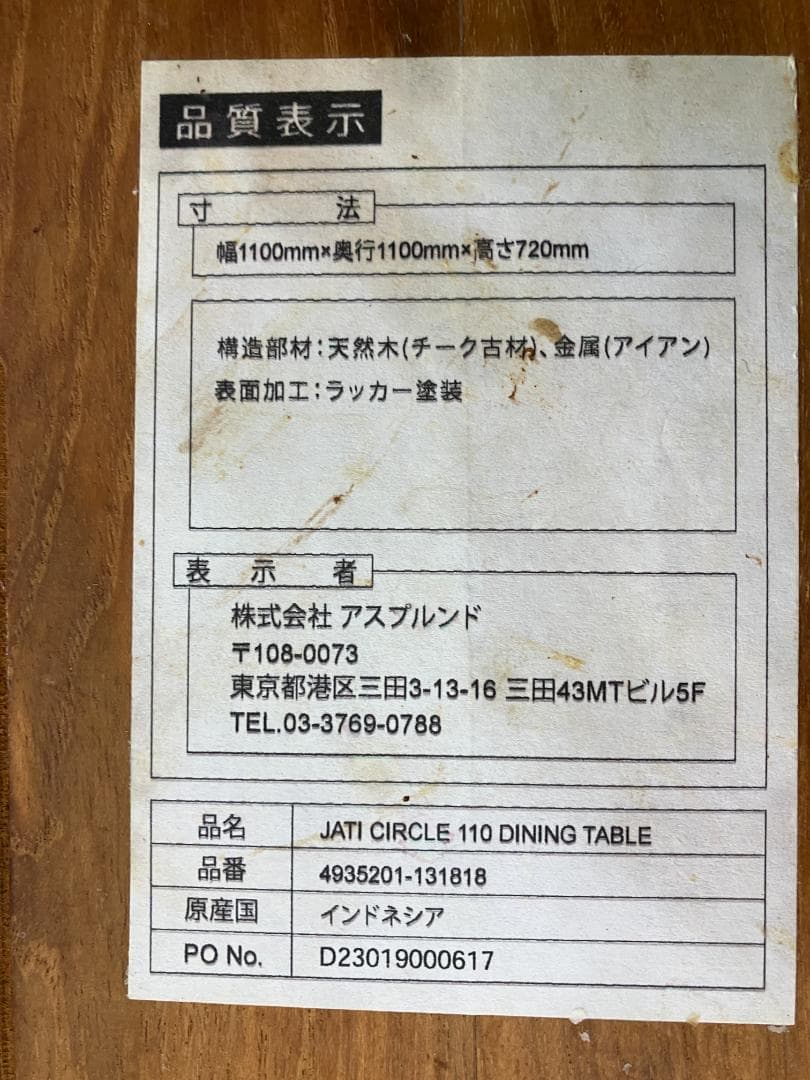 品質表示
寸法
幅1100mm×奥行1100mm×高さ720mm
構造部材：天然木(チーク古材)、金属(アイアン)
表面加工：ラッカー塗装
表示者
株式会社 アスプルンド
〒108-0073
東京都港区三田3-13-16 三田43MTビル5F
TEL.03-3769-0788
品名 JATI CIRCLE 110 DINING TABLE
品番 4935201-131818
原産国 インドネシア
PO No. D23019000617